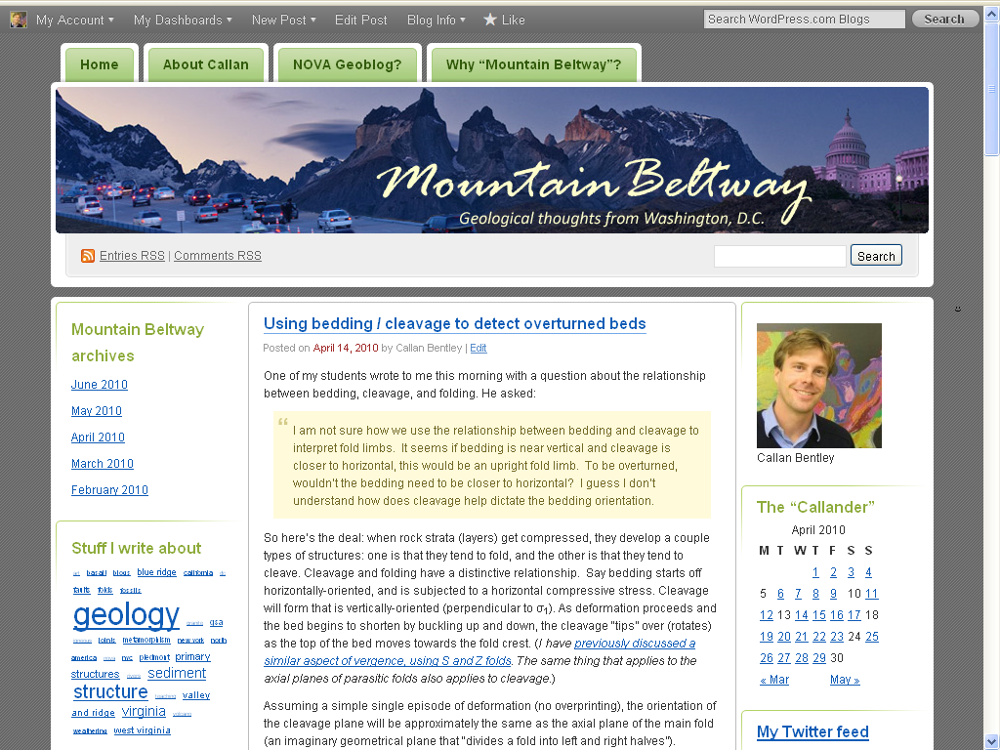 My Account My Dashboards New Post Edit Post Blog Info Like Search WordPress.com Blogs Search
Home About Callan NOVA Geoblog? Why “Mountain Beltway”?
Mountain Beltway
Geological thoughts from Washington, D.C.
Entries RSS | Comments RSS Search
Mountain Beltway
archives
June 2010
May 2010
April 2010
March 2010
February 2010
Stuff I write about
art basalt blogs blue ridge california dc
faults folds fossils
geology granite gsa
joints metamorphism new york north
america nova nyc piedmont primary
structures rivers sediment
structure teaching valley
and ridge virginia volcano
weathering west virginia
Using bedding / cleavage to detect overturned beds
Posted on April 14, 2010 by Callan Bentley | Edit
One of my students wrote to me this morning with a question about the relationship
between bedding, cleavage, and folding. He asked:
“ I am not sure how we use the relationship between bedding and cleavage to
interpret fold limbs. It seems if bedding is near vertical and cleavage is
closer to horizontal, this would be an upright fold limb. To be overturned,
wouldn't the bedding need to be closer to horizontal? I guess I don't
understand how does cleavage help dictate the bedding orientation.
So here's the deal: when rock strata (layers) get compressed, they develop a couple
types of structures: one is that they tend to fold, and the other is that they tend to
cleave. Cleavage and folding have a distinctive relationship. Say bedding starts off
horizontally-oriented, and is subjected to a horizontal compressive stress. Cleavage
will form that is vertically-oriented (perpendicular to σ1). As deformation proceeds and
the bed begins to shorten by buckling up and down, the cleavage "tips" over (rotates)
as the top of the bed moves towards the fold crest. (I have previously discussed a
similar aspect of vergence, using S and Z folds. The same thing that applies to the
axial planes of parasitic folds also applies to cleavage.)
Assuming a simple single episode of deformation (no overprinting), the orientation of
the cleavage plane will be approximately the same as the axial plane of the main fold
(an imaginary geometrical plane that "divides a fold into left and right halves").
Callan Bentley
The “Callander”
April 2010
M T W T F S S
1 2 3 4
5 6 7 8 9 10 11
12 13 14 15 16 17 18
19 20 21 22 23 24 25
26 27 28 29 30
« Mar May »
My Twitter feed